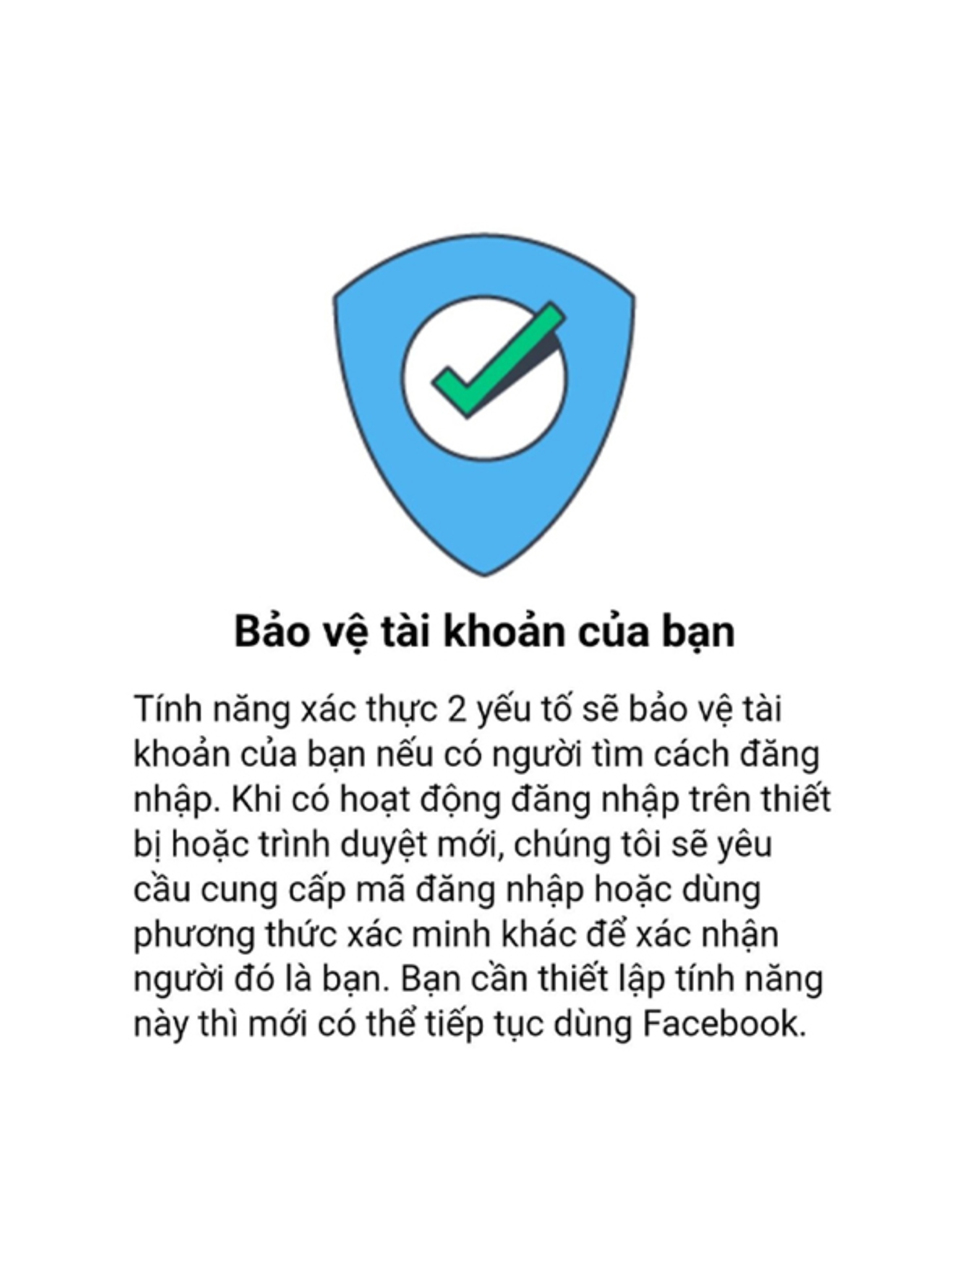 Bảo vệ tài khoản của bạn
Tính năng xác thực 2 yếu tố sẽ bảo vệ tài
khoản của bạn nếu có người tìm cách đăng
nhập. Khi có hoạt động đăng nhập trên thiết
bị hoặc trình duyệt mới, chúng tôi sẽ yêu
cầu cung cấp mã đăng nhập hoặc dùng
phương thức xác minh khác để xác nhận
người đó là bạn. Bạn cần thiết lập tính năng
này thì mới có thể tiếp tục dùng Facebook.